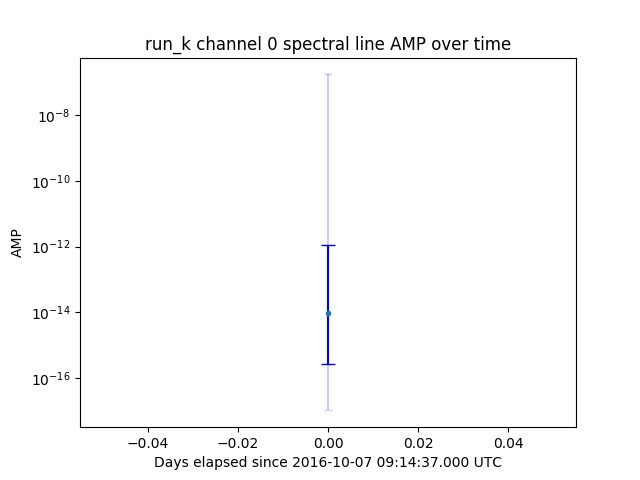 run_k channel 0 spectral line AMP over time
AMP
10⁻⁸
10⁻¹⁰
10⁻¹²
10⁻¹⁴
10⁻¹⁶
−0.04 −0.02 0.00 0.02 0.04
Days elapsed since 2016-10-07 09:14:37.000 UTC